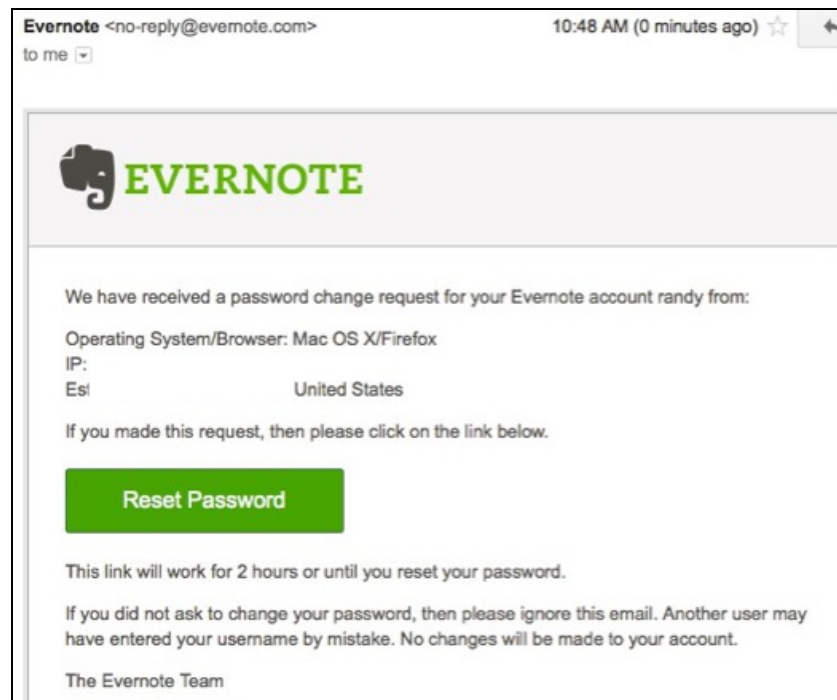 Evernote <no-reply@evernote.com> 10:48 AM (0 minutes ago)
to me
EVERNOTE
We have received a password change request for your Evernote account randy from:
Operating System/Browser: Mac OS X/Firefox
IP:
United States
If you made this request, then please click on the link below.
Reset Password
This link will work for 2 hours or until you reset your password.
If you did not ask to change your password, then please ignore this email. Another user may
have entered your username by mistake. No changes will be made to your account.
The Evernote Team